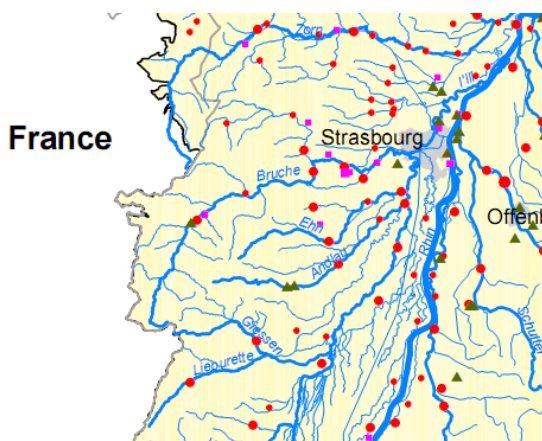 Zorn
l'Ill
France
Strasbourg
Bruche
Ehn
Offenb
Rhin
Andlau
Schutter
Giessen
Liepvrette